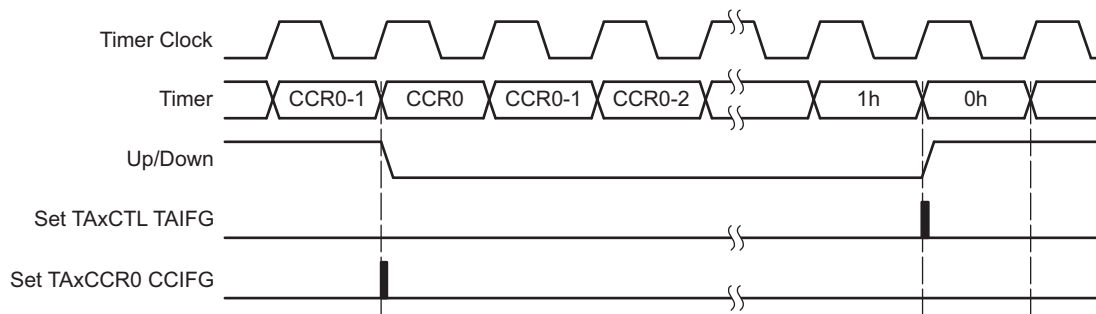 Timer Clock
Timer CCR0-1 CCR0 CCR0-1 CCR0-2 1h 0h
Up/Down
Set TAxCTL TAIFG
Set TAxCCR0 CCIFG